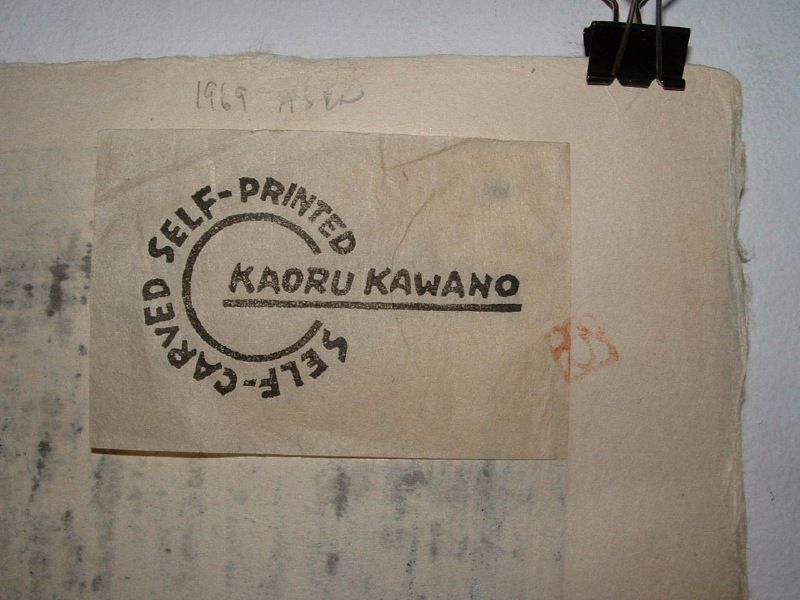 1969
SELF-CARVED SELF-PRINTED
KAORU KAWANO